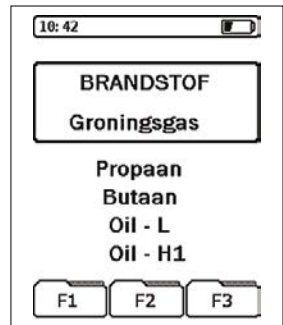 10:42
BRANDSTOF
Groningsgas
Propaan
Butaan
Oil - L
Oil - H1
F1 F2 F3